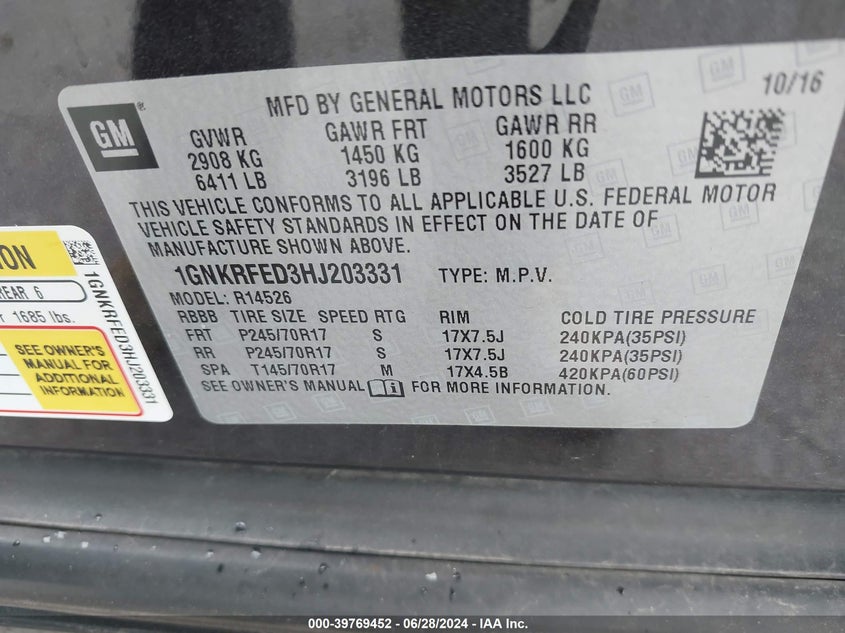 10/16
GM
MFD BY GENERAL MOTORS LLC
GVWR GAWR FRT GAWR RR
2908 KG 1450 KG 1600 KG
6411 LB 3196 LB 3527 LB
THIS VEHICLE CONFORMS TO ALL APPLICABLE U.S. FEDERAL MOTOR
VEHICLE SAFETY STANDARDS IN EFFECT ON THE DATE OF
MANUFACTURE SHOWN ABOVE.
1GNKRFED3HJ203331 TYPE: M.P.V.
MODEL: R14526
RBBB TIRE SIZE SPEED RTG RIM COLD TIRE PRESSURE
FRT P245/70R17 S 17X7.5J 240KPA(35PSI)
RR P245/70R17 S 17X7.5J 240KPA(35PSI)
SPA T145/70R17 M 17X4.5B 420KPA(60PSI)
SEE OWNER'S MANUAL FOR MORE INFORMATION.
REAR 6
1685 lbs.
SEE OWNER'S
MANUAL FOR
ADDITIONAL
INFORMATION
1GNKRFED3HJ203331
000-39769452 - 06/28/2024 - IAA Inc.